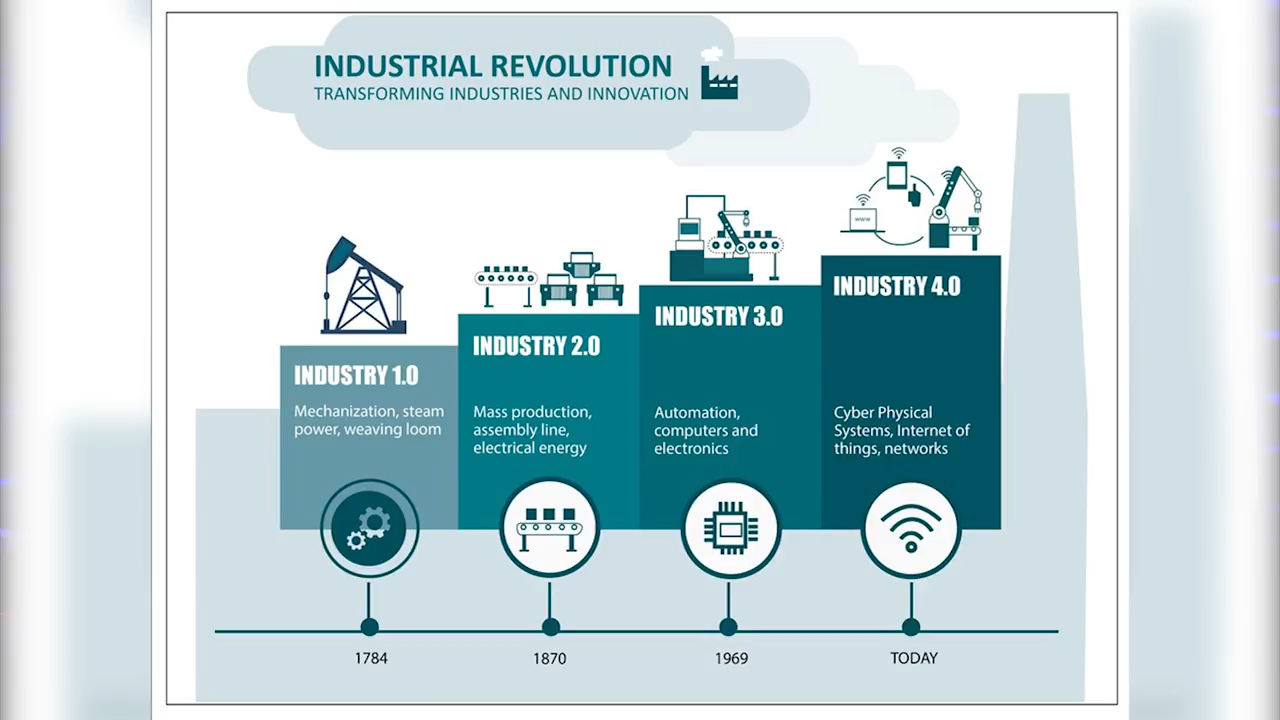 INDUSTRIAL REVOLUTION
TRANSFORMING INDUSTRIES AND INNOVATION
INDUSTRY 1.0
Mechanization, steam
power, weaving loom
INDUSTRY 2.0
Mass production,
assembly line,
electrical energy
INDUSTRY 3.0
Automation,
computers and
electronics
INDUSTRY 4.0
Cyber Physical
Systems, Internet of
things, networks
www
1784
1870
1969
TODAY